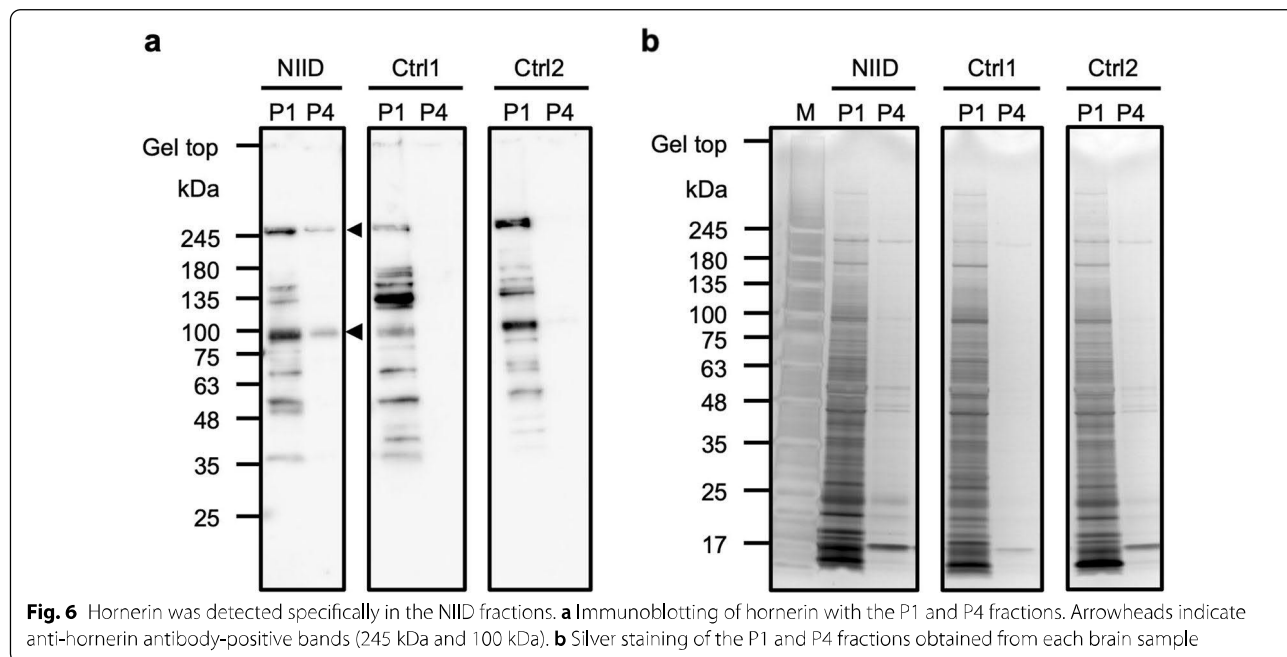 a
NIID Ctrl1 Ctrl2
P1 P4 P1 P4 P1 P4
Gel top
kDa
245
180
135
100
75
63
48
35
25
b
NIID Ctrl1 Ctrl2
M P1 P4 P1 P4 P1 P4
Gel top
kDa
245
180
135
100
75
63
48
35
25
17
Fig. 6 Hornerin was detected specifically in the NIID fractions. a Immunoblotting of hornerin with the P1 and P4 fractions. Arrowheads indicate
anti-hornerin antibody-positive bands (245 kDa and 100 kDa). b Silver staining of the P1 and P4 fractions obtained from each brain sample